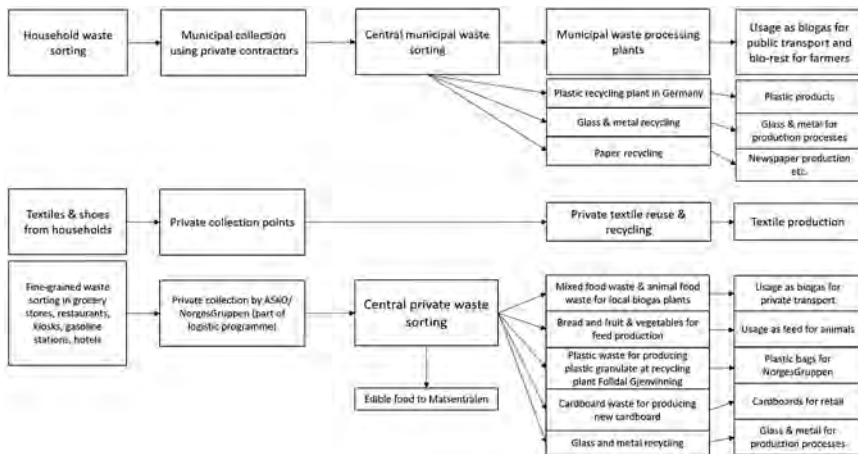 Household waste
sorting
Municipal collection
using private contractors
Central municipal waste
sorting
Municipal waste processing
plants
Usage as biogas for
public transport and
bio-rest for farmers
Plastic recycling plant in Germany
Plastic products
Glass & metal recycling
Glass & metal for
production processes
Paper recycling
Newspaper production
etc.
Textiles & shoes
from households
Private collection points
Private textile reuse &
recycling
Textile production
Fine-grained waste
sorting in grocery
stores, restaurants,
kiosks, gasoline
stations, hotels
Private collection by ASKO/
NorgesGruppen (part of
logistic programme)
Central private waste
sorting
Edible food to Matsentralen
Mixed food waste & animal food
waste for local biogas plants
Usage as biogas for
private transport
Bread and fruit & vegetables for
feed production
Usage as feed for animals
Plastic waste for producing
plastic granulate at recycling
plant Folldal Gjenvinning
Plastic bags for
NorgesGruppen
Cardboard waste for producing
new cardboard
Cardboards for retail
Glass and metal recycling
Glass & metal for
production processes